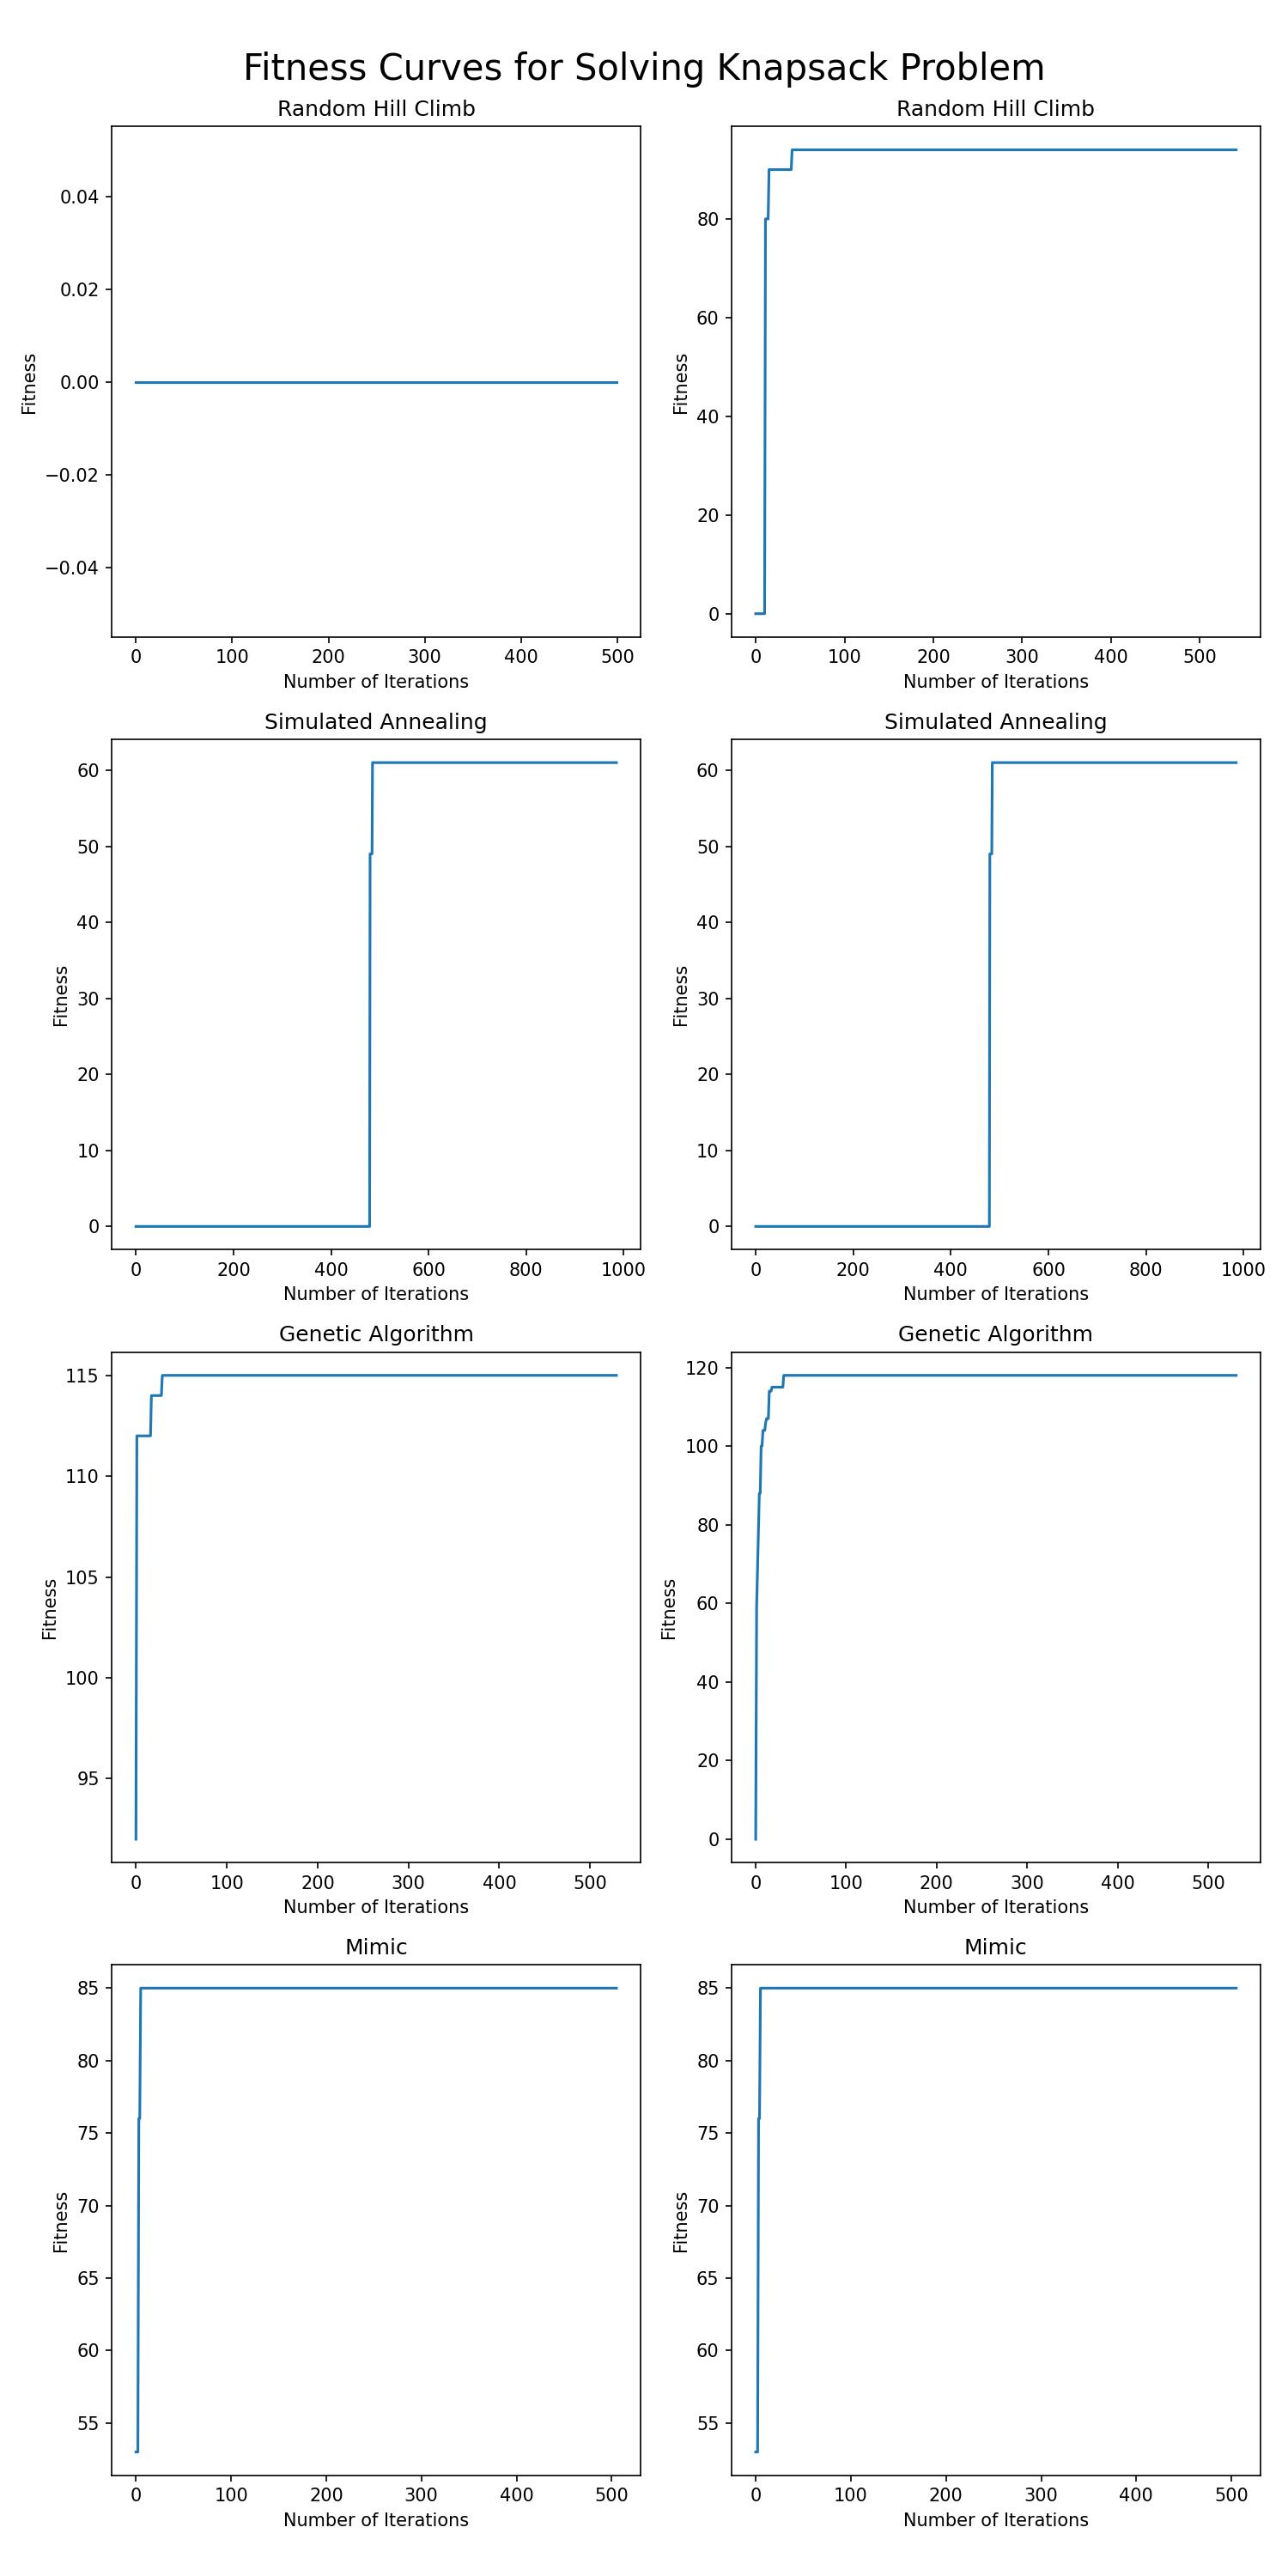 Fitness Curves for Solving Knapsack Problem
Random Hill Climb
0.04
0.02
0.00
−0.02
−0.04
Fitness
0 100 200 300 400 500
Number of Iterations
Random Hill Climb
80
60
40
20
0
Fitness
0 100 200 300 400 500
Number of Iterations
Simulated Annealing
60
50
40
30
20
10
0
Fitness
0 200 400 600 800 1000
Number of Iterations
Simulated Annealing
60
50
40
30
20
10
0
Fitness
0 200 400 600 800 1000
Number of Iterations
Genetic Algorithm
115
110
105
100
95
Fitness
0 100 200 300 400 500
Number of Iterations
Genetic Algorithm
120
100
80
60
40
20
0
Fitness
0 100 200 300 400 500
Number of Iterations
Mimic
85
80
75
70
65
60
55
Fitness
0 100 200 300 400 500
Number of Iterations
Mimic
85
80
75
70
65
60
55
Fitness
0 100 200 300 400 500
Number of Iterations